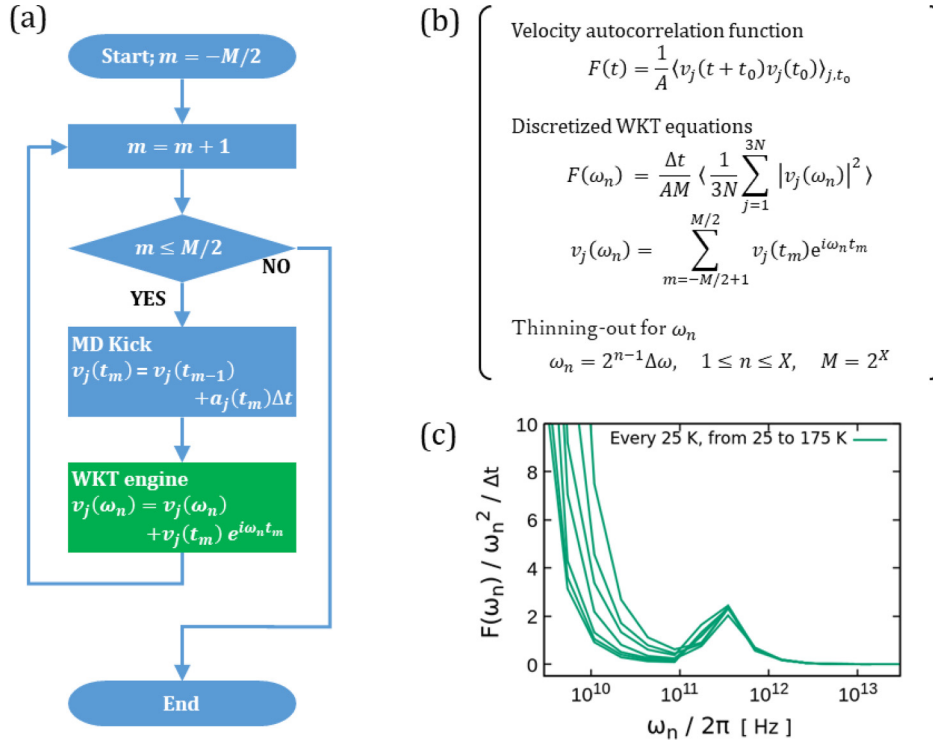 (a)
Start; m = −M/2
m = m + 1
m ≤ M/2
NO
YES
MD Kick
v_j(t_m) = v_j(t_{m−1})
+a_j(t_m)Δt
WKT engine
v_j(ω_n) = v_j(ω_n)
+v_j(t_m) e^{iω_n t_m}
End
(b)
Velocity autocorrelation function
F(t) = 1/A ⟨v_j(t + t_0)v_j(t_0)⟩_{j,t_0}
Discretized WKT equations
F(ω_n) = Δt/AM ⟨ 1/3N ∑_{j=1}^{3N} |v_j(ω_n)|^2 ⟩
v_j(ω_n) = ∑_{m=−M/2+1}^{M/2} v_j(t_m)e^{iω_n t_m}
Thinning-out for ω_n
ω_n = 2^{n−1}Δω, 1 ≤ n ≤ X, M = 2^X
(c)
Every 25 K, from 25 to 175 K
F(ω_n) / ω_n^2 / Δt
10
8
6
4
2
0
10^10
10^11
10^12
10^13
ω_n / 2π [ Hz ]